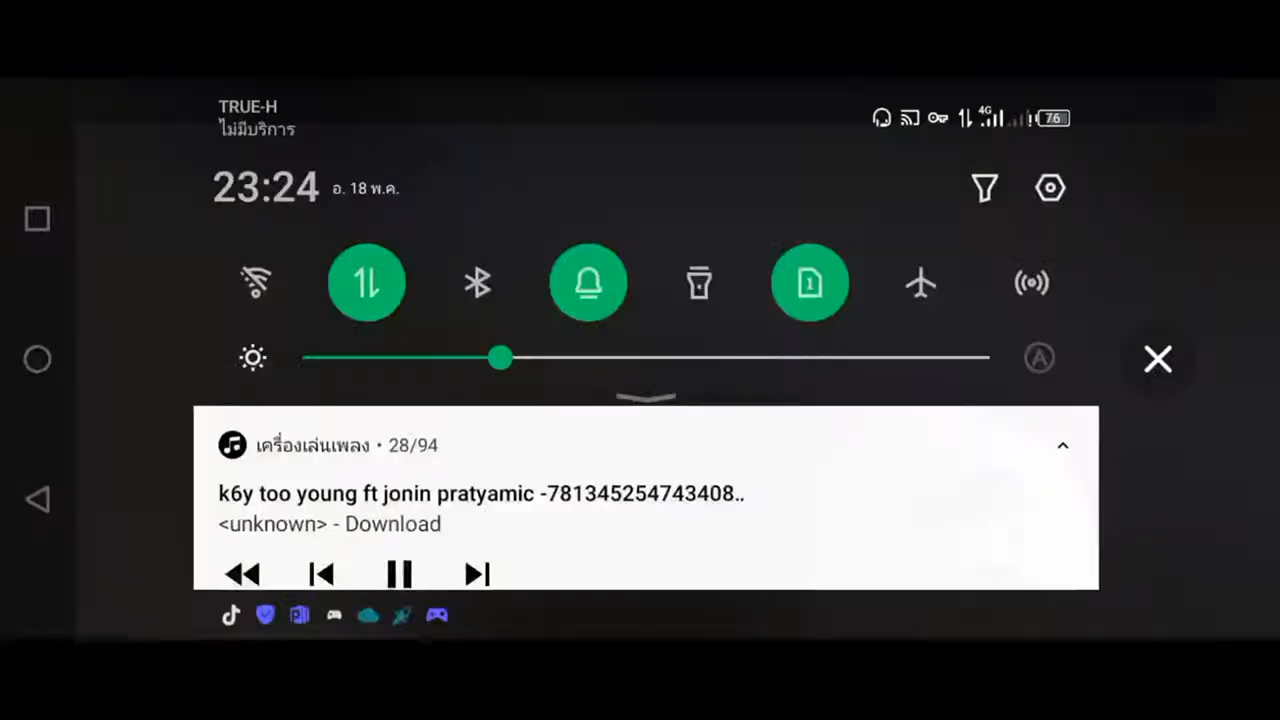 TRUE-H
ไม่มีบริการ
4G
76
23:24 อ. 18 พ.ค.
1
A
เครื่องเล่นเพลง • 28/94
k6y too young ft jonin pratyamic -781345254743408..
<unknown> - Download